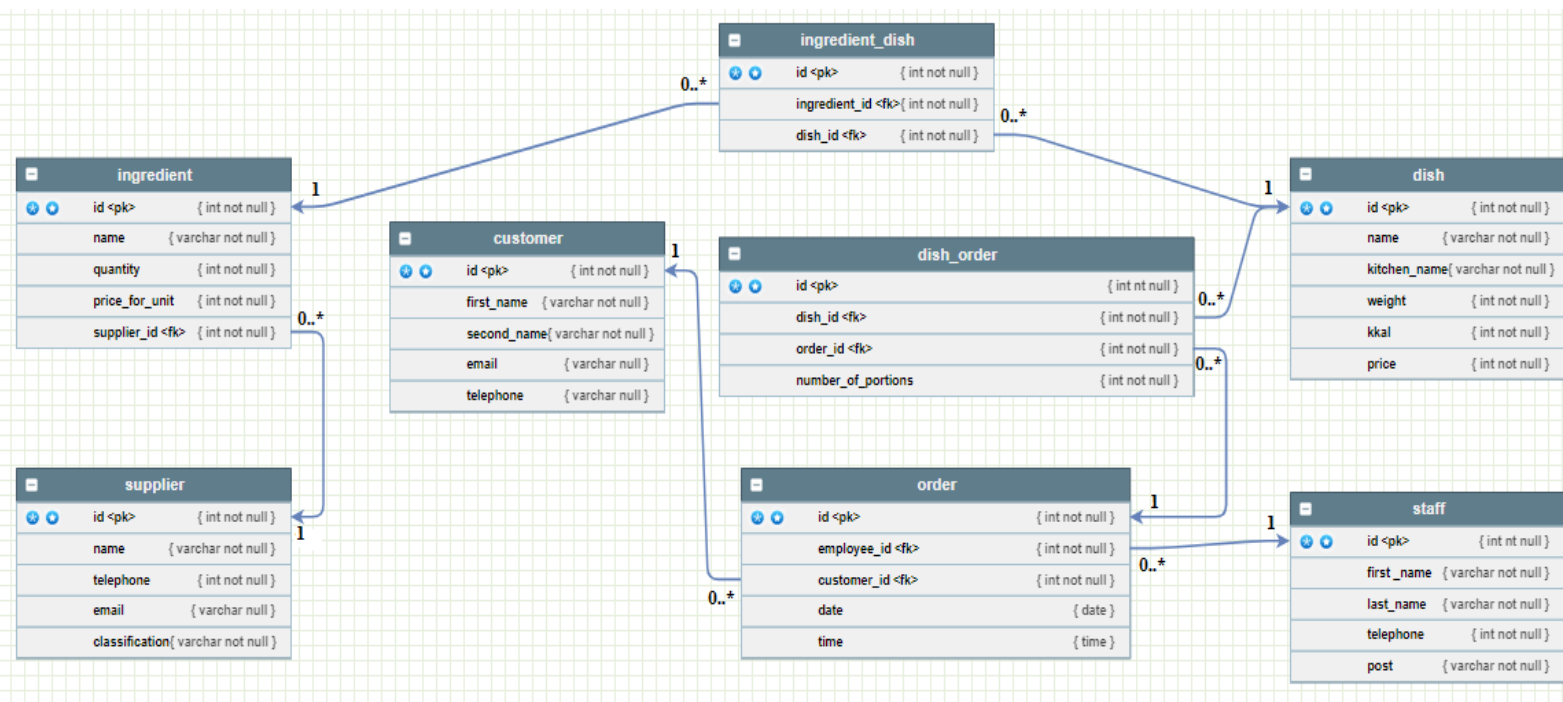 ingredient_dish
id <pk> { int not null }
ingredient_id <fk>{ int not null }
dish_id <fk> { int not null }
0..*
0..*
ingredient
id <pk> { int not null }
name { varchar not null }
quantity { int not null }
price_for_unit { int not null }
supplier_id <fk> { int not null }
1
0..*
customer
id <pk> { int not null }
first_name { varchar not null }
second_name{ varchar not null }
email { varchar null }
telephone { varchar null }
1
dish_order
id <pk> { int nt null }
dish_id <fk> { int not null }
order_id <fk> { int not null }
number_of_portions { int not null }
0..*
0..*
1
dish
id <pk> { int not null }
name { varchar not null }
kitchen_name{ varchar not null }
weight { int not null }
kkal { int not null }
price { int not null }
supplier
id <pk> { int not null }
name { varchar not null }
telephone { int not null }
email { varchar null }
classification{ varchar not null }
1
order
id <pk> { int not null }
employee_id <fk> { int not null }
customer_id <fk> { int not null }
date { date }
time { time }
0..*
1
0..*
1
staff
id <pk> { int nt null }
first_name { varchar not null }
last_name { varchar not null }
telephone { int not null }
post { varchar not null }